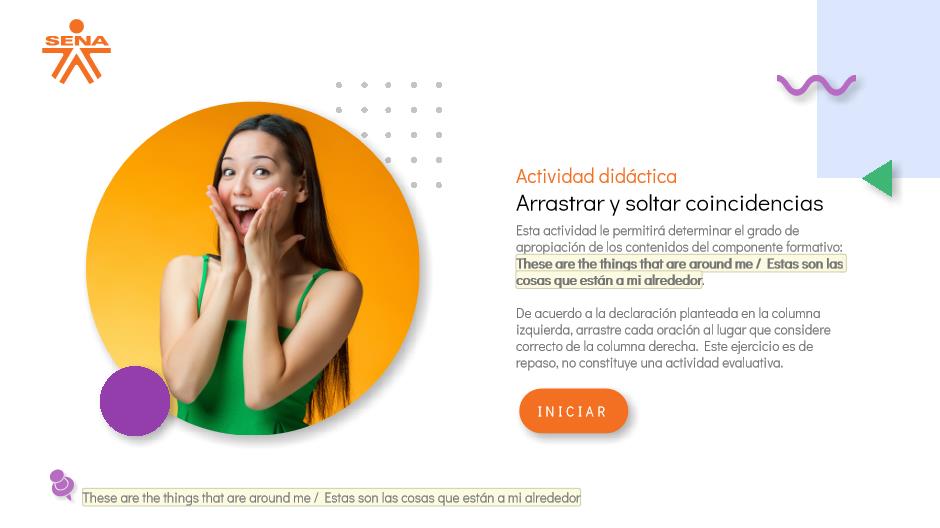 SENA
Actividad didáctica
Arrastrar y soltar coincidencias
Esta actividad le permitirá determinar el grado de
apropiación de los contenidos del componente formativo:
These are the things that are around me / Estas son las
cosas que están a mi alrededor.
De acuerdo a la declaración planteada en la columna
izquierda, arrastre cada oración al lugar que considere
correcto de la columna derecha. Este ejercicio es de
repaso, no constituye una actividad evaluativa.
INICIAR
These are the things that are around me / Estas son las cosas que están a mi alrededor